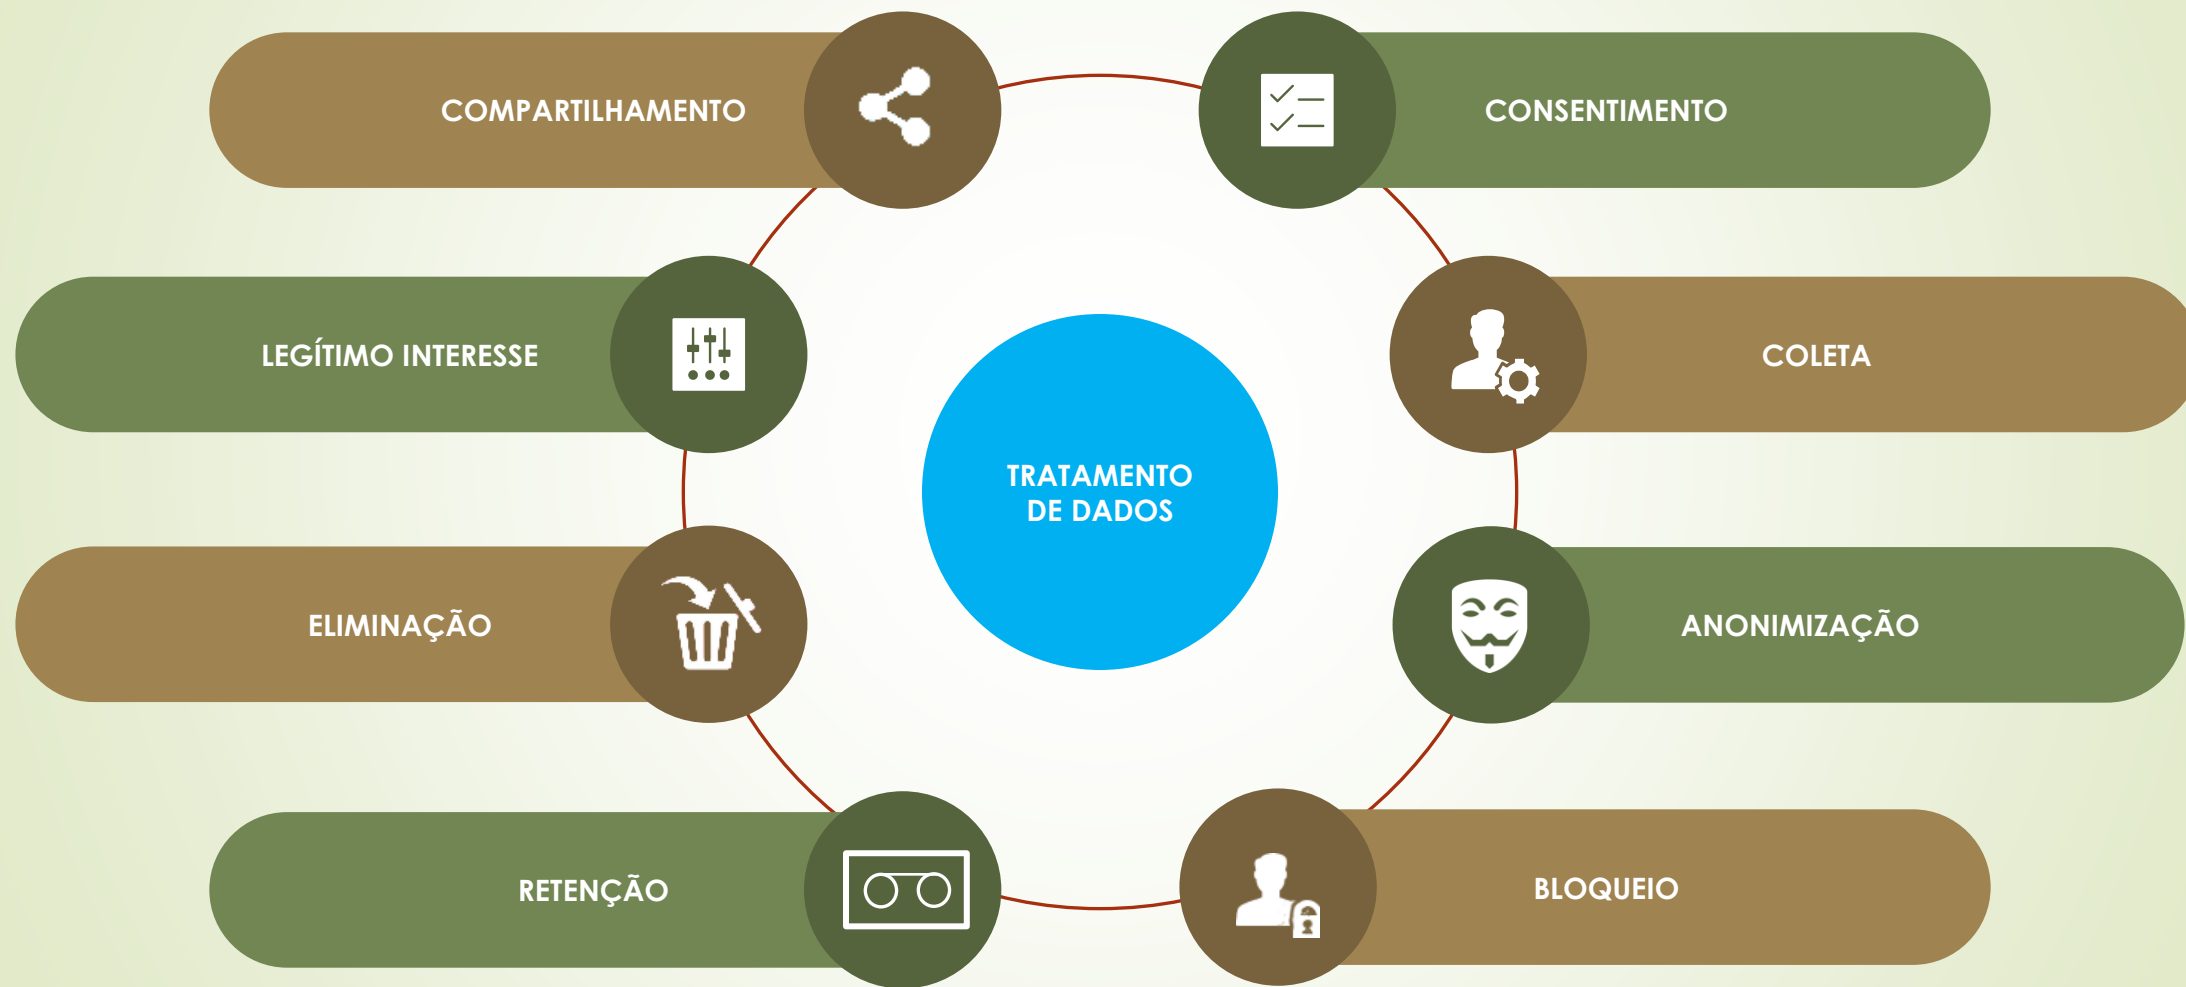 COMPARTILHAMENTO
CONSENTIMENTO
LEGÍTIMO INTERESSE
COLETA
TRATAMENTO
DE DADOS
ELIMINAÇÃO
ANONIMIZAÇÃO
RETENÇÃO
BLOQUEIO